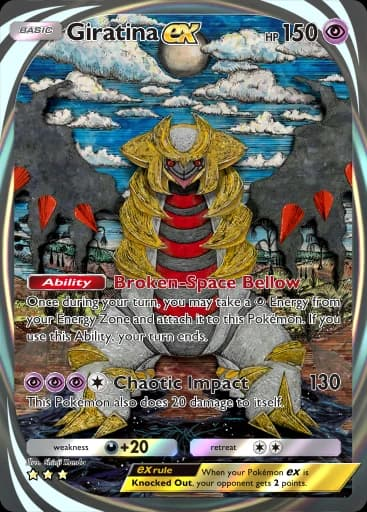 BASIC Giratina ex HP 150
Ability Broken-Space Bellow
Once during your turn, you may take a Energy from
your Energy Zone and attach it to this Pokémon. If you
use this Ability, your turn ends.
Chaotic Impact 130
This Pokémon also does 20 damage to itself.
weakness +20 retreat
Illus. Shinji Kanda
ex rule When your Pokémon ex is
Knocked Out, your opponent gets 2 points.